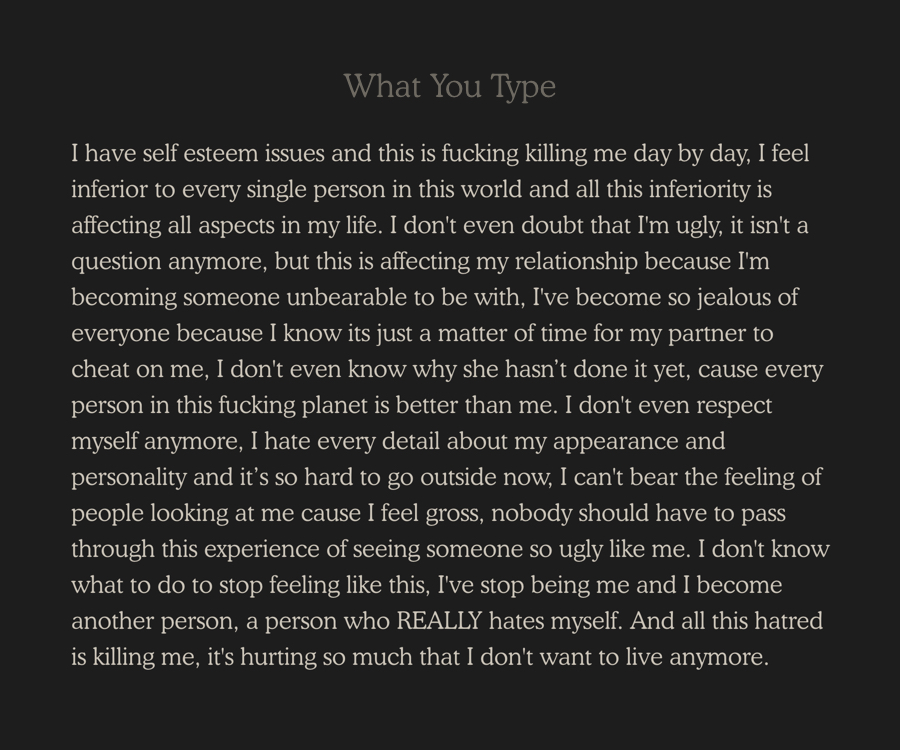 What You Type
I have self esteem issues and this is fucking killing me day by day, I feel
inferior to every single person in this world and all this inferiority is
affecting all aspects in my life. I don't even doubt that I'm ugly, it isn't a
question anymore, but this is affecting my relationship because I'm
becoming someone unbearable to be with, I've become so jealous of
everyone because I know its just a matter of time for my partner to
cheat on me, I don't even know why she hasn’t done it yet, cause every
person in this fucking planet is better than me. I don't even respect
myself anymore, I hate every detail about my appearance and
personality and it’s so hard to go outside now, I can't bear the feeling of
people looking at me cause I feel gross, nobody should have to pass
through this experience of seeing someone so ugly like me. I don't know
what to do to stop feeling like this, I've stop being me and I become
another person, a person who REALLY hates myself. And all this hatred
is killing me, it's hurting so much that I don't want to live anymore.